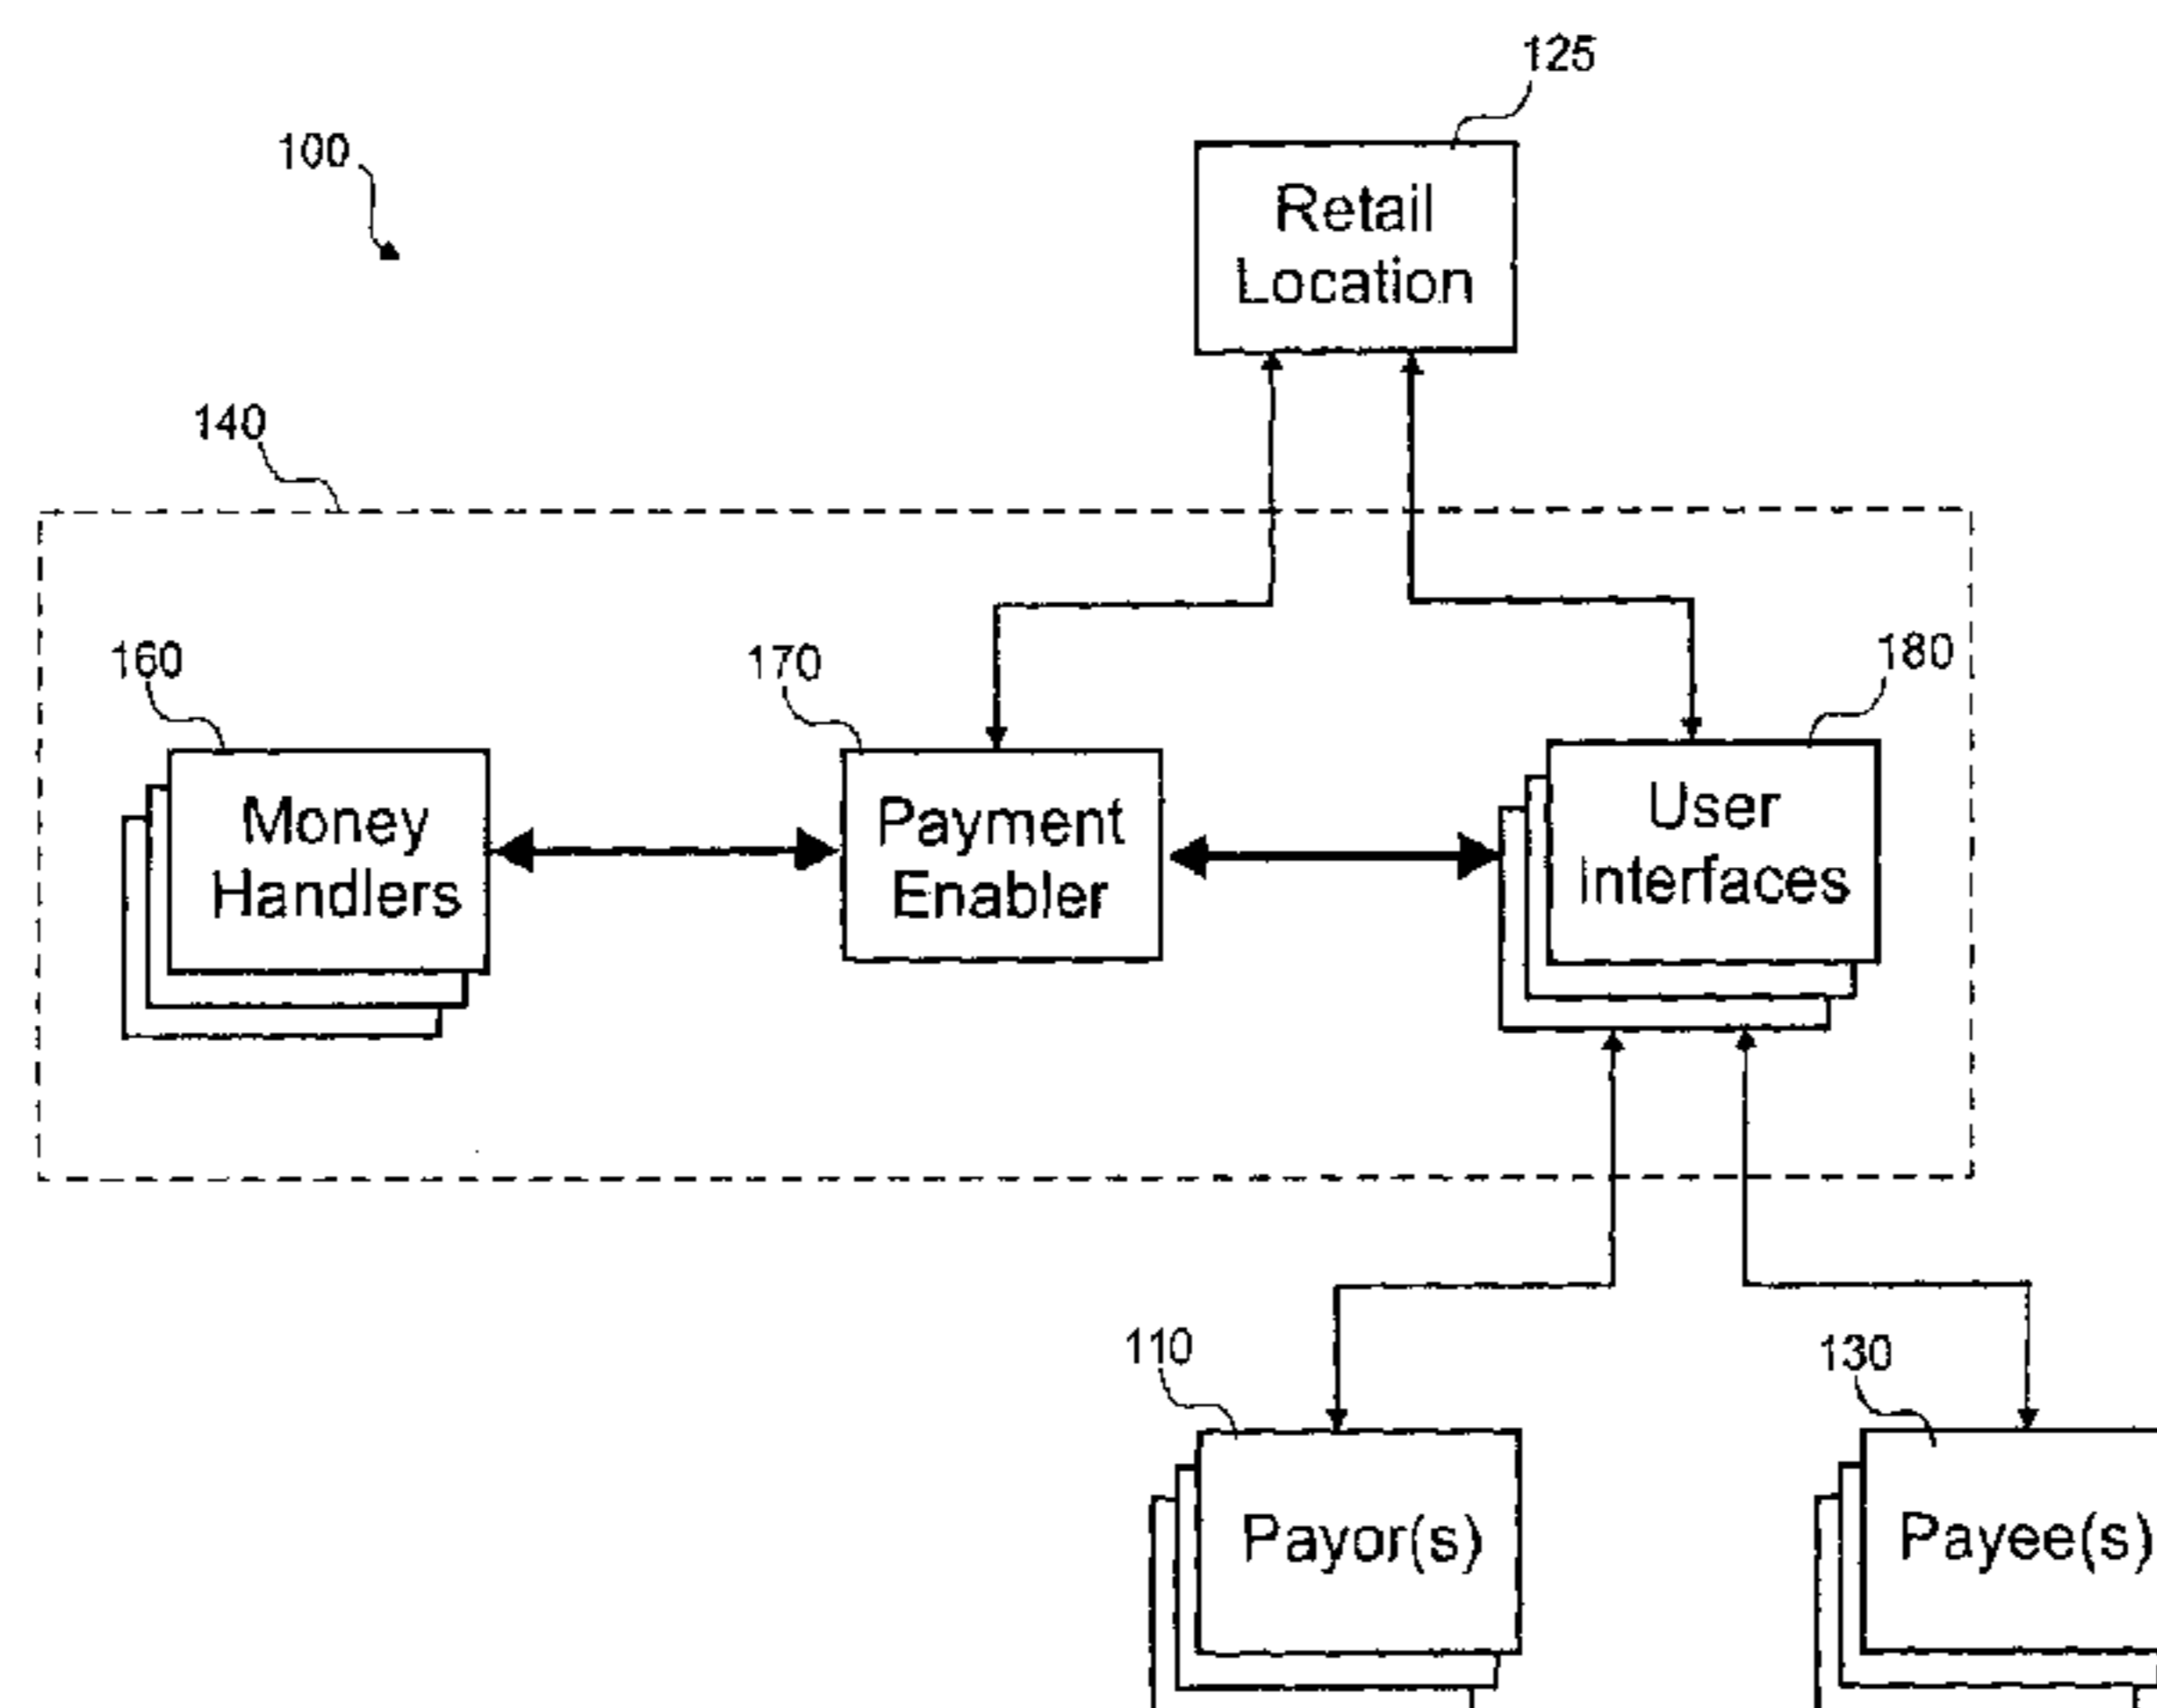 125
100
Retail
Location
140
160
170
180
Money
Handlers
Payment
Enabler
User
Interfaces
110
130
Payor(s)
Payee(s)